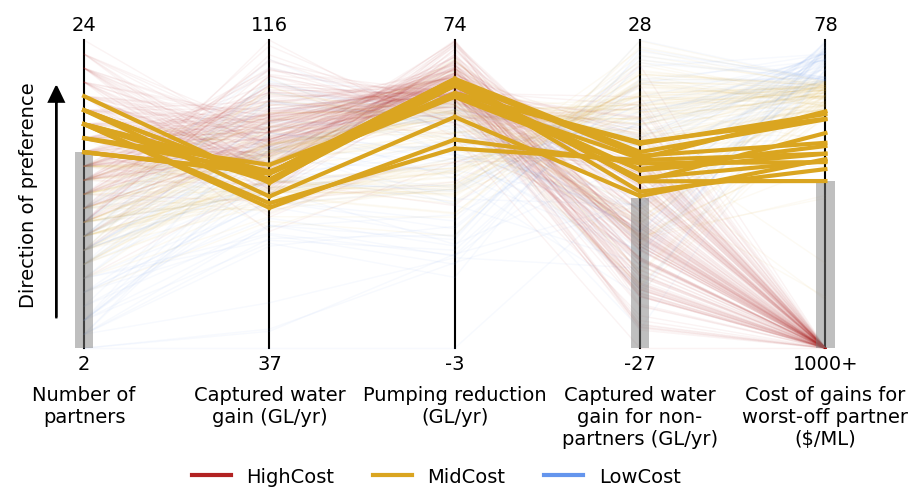 24 116 74 28 78
Direction of preference
2 37 -3 -27 1000+
Number of
partners
Captured water
gain (GL/yr)
Pumping reduction
(GL/yr)
Captured water
gain for non-
partners (GL/yr)
Cost of gains for
worst-off partner
($/ML)
HighCost MidCost LowCost